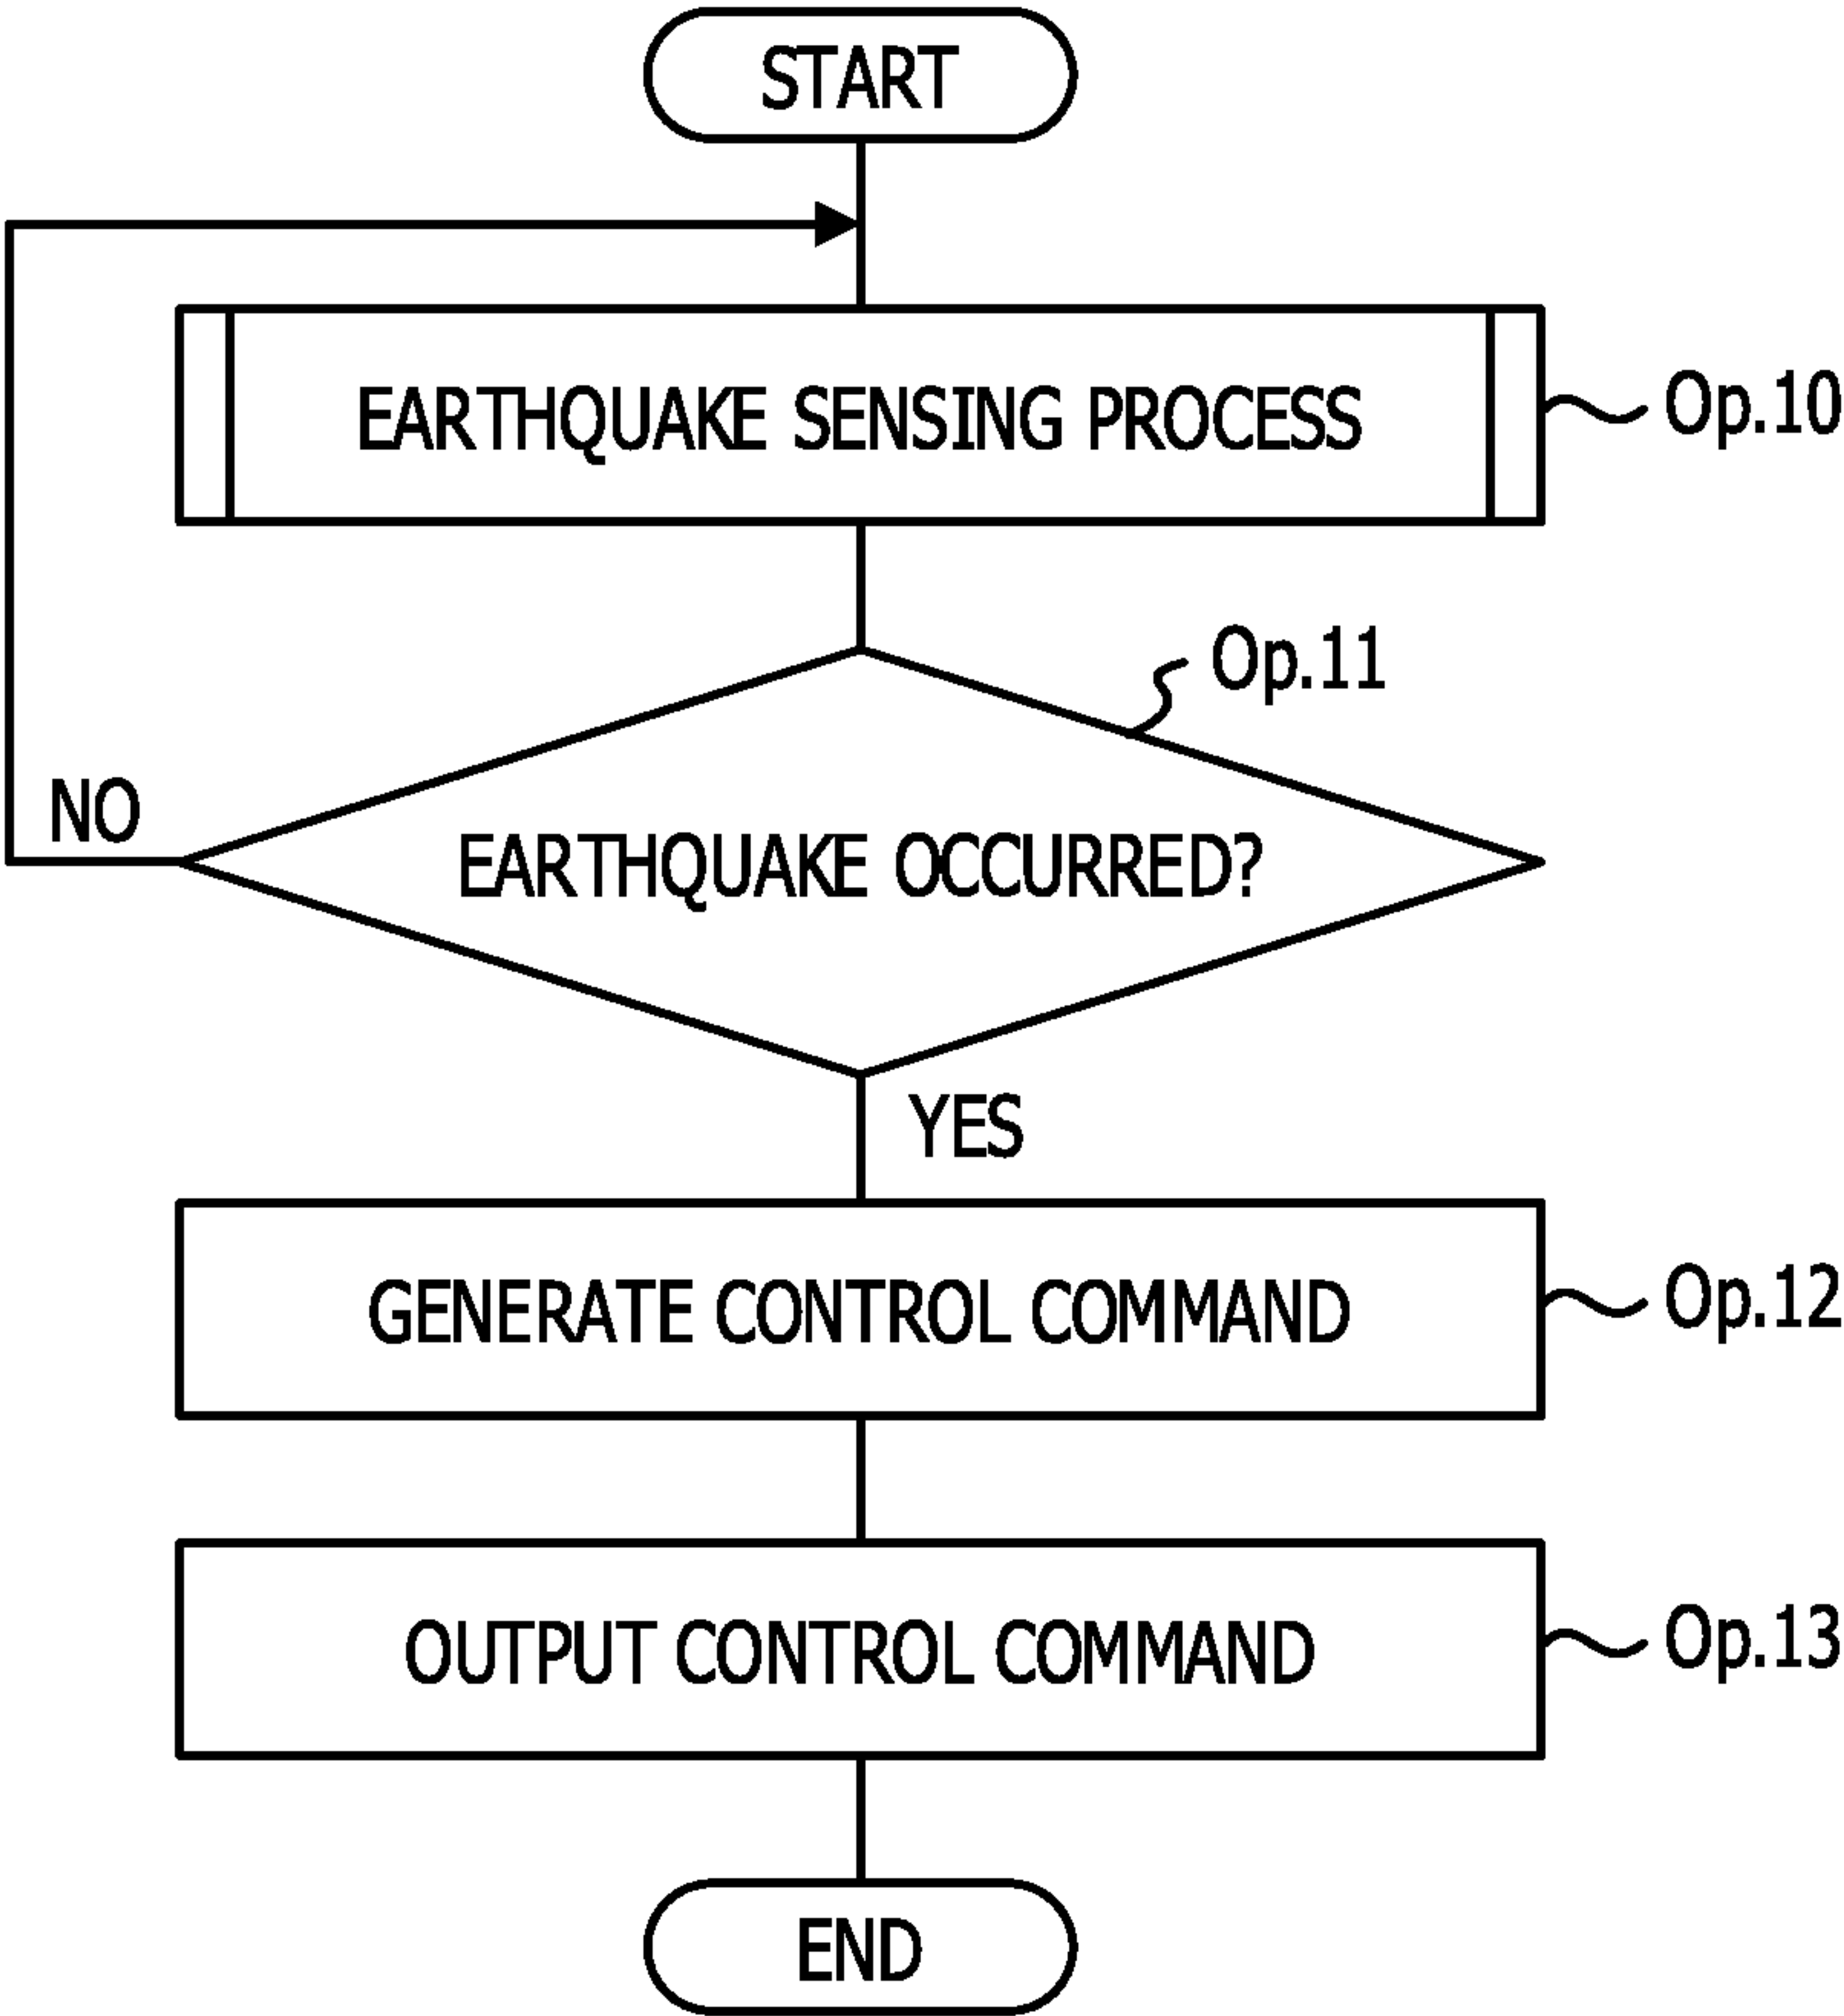 START
EARTHQUAKE SENSING PROCESS
Op.10
Op.11
NO
EARTHQUAKE OCCURRED?
YES
GENERATE CONTROL COMMAND
Op.12
OUTPUT CONTROL COMMAND
Op.13
END